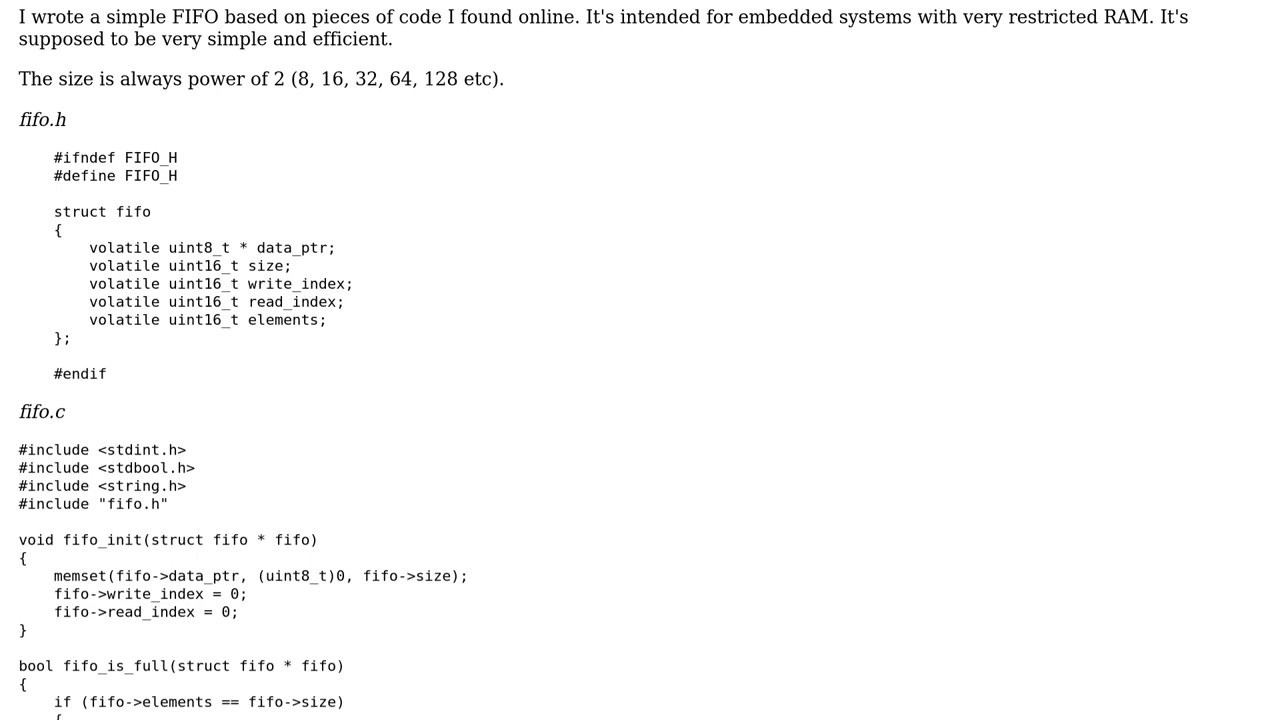 I wrote a simple FIFO based on pieces of code I found online. It's intended for embedded systems with very restricted RAM. It's
supposed to be very simple and efficient.
The size is always power of 2 (8, 16, 32, 64, 128 etc).
fifo.h
#ifndef FIFO_H
#define FIFO_H
struct fifo
{
volatile uint8_t * data_ptr;
volatile uint16_t size;
volatile uint16_t write_index;
volatile uint16_t read_index;
volatile uint16_t elements;
};
#endif
fifo.c
#include <stdint.h>
#include <stdbool.h>
#include <string.h>
#include "fifo.h"
void fifo_init(struct fifo * fifo)
{
memset(fifo->data_ptr, (uint8_t)0, fifo->size);
fifo->write_index = 0;
fifo->read_index = 0;
}
bool fifo_is_full(struct fifo * fifo)
{
if (fifo->elements == fifo->size)
{